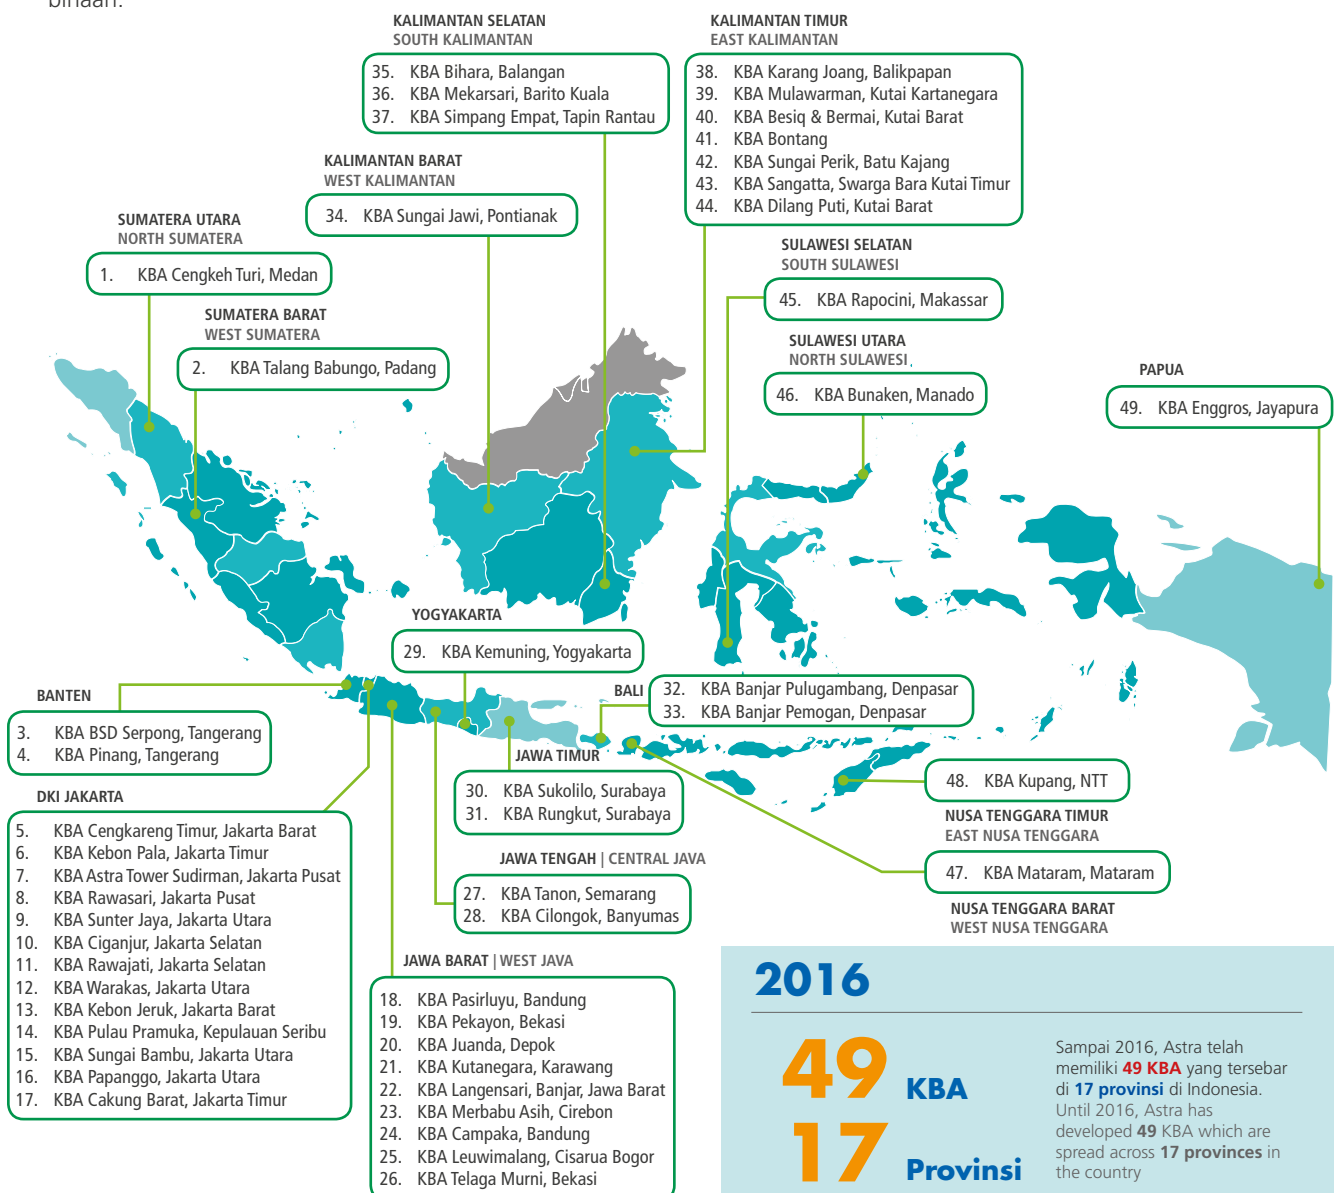 binaan.
KALIMANTAN SELATAN
SOUTH KALIMANTAN
35. KBA Bihara, Balangan
36. KBA Mekarsari, Barito Kuala
37. KBA Simpang Empat, Tapin Rantau
KALIMANTAN TIMUR
EAST KALIMANTAN
38. KBA Karang Joang, Balikpapan
39. KBA Mulawarman, Kutai Kartanegara
40. KBA Besiq & Bermai, Kutai Barat
41. KBA Bontang
42. KBA Sungai Perik, Batu Kajang
43. KBA Sangatta, Swarga Bara Kutai Timur
44. KBA Dilang Puti, Kutai Barat
KALIMANTAN BARAT
WEST KALIMANTAN
34. KBA Sungai Jawi, Pontianak
SUMATERA UTARA
NORTH SUMATERA
1. KBA Cengkeh Turi, Medan
SUMATERA BARAT
WEST SUMATERA
2. KBA Talang Babungo, Padang
SULAWESI SELATAN
SOUTH SULAWESI
45. KBA Rapocini, Makassar
SULAWESI UTARA
NORTH SULAWESI
46. KBA Bunaken, Manado
PAPUA
49. KBA Enggros, Jayapura
YOGYAKARTA
29. KBA Kemuning, Yogyakarta
BANTEN
3. KBA BSD Serpong, Tangerang
4. KBA Pinang, Tangerang
BALI
32. KBA Banjar Pulugambang, Denpasar
33. KBA Banjar Pemogan, Denpasar
JAWA TIMUR
30. KBA Sukolilo, Surabaya
31. KBA Rungkut, Surabaya
48. KBA Kupang, NTT
NUSA TENGGARA TIMUR
EAST NUSA TENGGARA
47. KBA Mataram, Mataram
NUSA TENGGARA BARAT
WEST NUSA TENGGARA
DKI JAKARTA
5. KBA Cengkareng Timur, Jakarta Barat
6. KBA Kebon Pala, Jakarta Timur
7. KBA Astra Tower Sudirman, Jakarta Pusat
8. KBA Rawasari, Jakarta Pusat
9. KBA Sunter Jaya, Jakarta Utara
10. KBA Ciganjur, Jakarta Selatan
11. KBA Rawajati, Jakarta Selatan
12. KBA Warakas, Jakarta Utara
13. KBA Kebon Jeruk, Jakarta Barat
14. KBA Pulau Pramuka, Kepulauan Seribu
15. KBA Sungai Bambu, Jakarta Utara
16. KBA Papanggo, Jakarta Utara
17. KBA Cakung Barat, Jakarta Timur
JAWA TENGAH | CENTRAL JAVA
27. KBA Tanon, Semarang
28. KBA Cilongok, Banyumas
JAWA BARAT | WEST JAVA
18. KBA Pasirluyu, Bandung
19. KBA Pekayon, Bekasi
20. KBA Juanda, Depok
21. KBA Kutanegara, Karawang
22. KBA Langensari, Banjar, Jawa Barat
23. KBA Merbabu Asih, Cirebon
24. KBA Campaka, Bandung
25. KBA Leuwimalang, Cisarua Bogor
26. KBA Telaga Murni, Bekasi
2016
49 KBA
17 Provinsi
Sampai 2016, Astra telah
memiliki 49 KBA yang tersebar
di 17 provinsi di Indonesia.
Until 2016, Astra has
developed 49 KBA which are
spread across 17 provinces in
the country